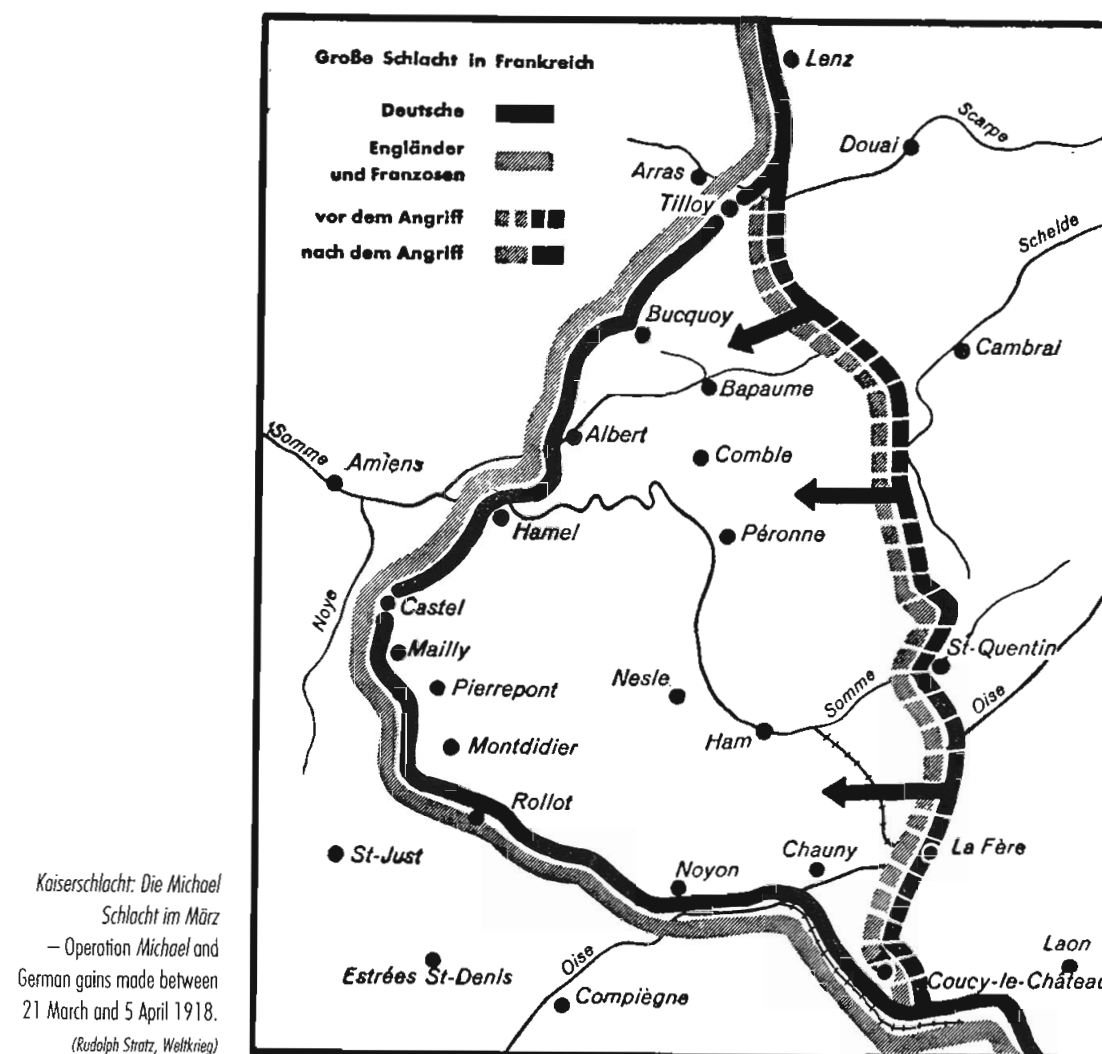 Große Schlacht in Frankreich
Deutsche
Engländer
und Franzosen
vor dem Angriff
nach dem Angriff
Lenz
Scarpe
Douai
Arras
Tilloy
Schelde
Bucquoy
Cambrai
Bapaume
Albert
Somme
Amiens
Comble
Hamel
Péronne
Castel
Noye
Mailly
St-Quentin
Pierrepont
Nesle
Somme
Oise
Montdidier
Ham
Rollot
St-Just
Chauny
La Fère
Noyon
Laon
Estrées St-Denis
Oise
Coucy-le-Château
Compiègne
Kaiserschlacht: Die Michael
Schlacht im März
– Operation Michael and
German gains made between
21 March and 5 April 1918.
(Rudolph Stratz, Weltkrieg)